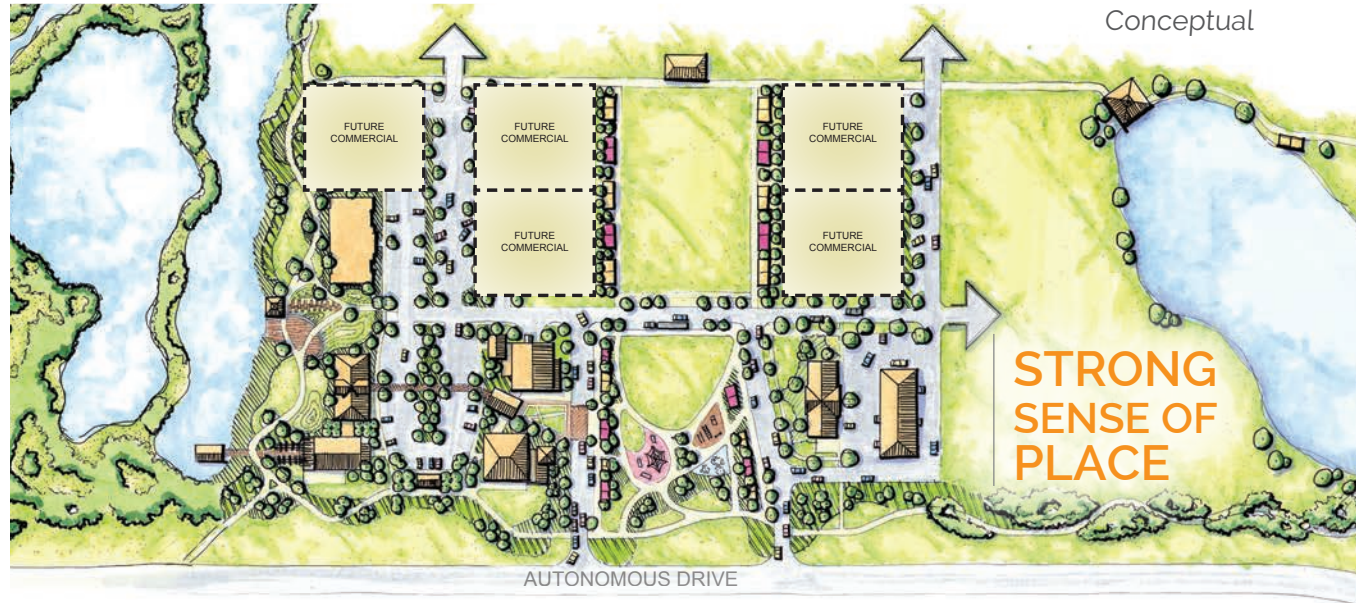 Conceptual
FUTURE
COMMERCIAL
FUTURE
COMMERCIAL
FUTURE
COMMERCIAL
FUTURE
COMMERCIAL
FUTURE
COMMERCIAL
STRONG
SENSE OF
PLACE
AUTONOMOUS DRIVE